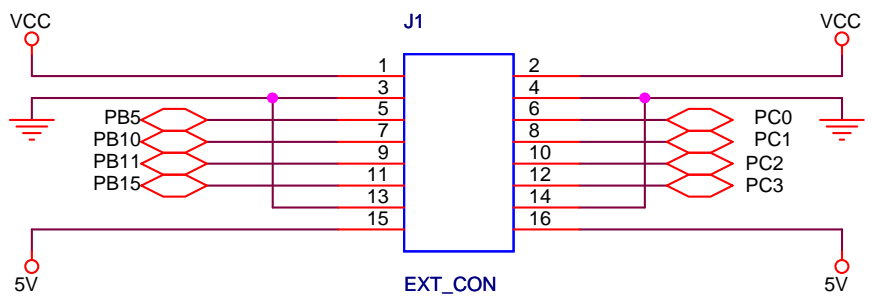 VCC J1 VCC
1 2
3 4
PB5 5 6 PC0
PB10 7 8 PC1
PB11 9 10 PC2
PB15 11 12 PC3
13 14
15 16
5V EXT_CON 5V